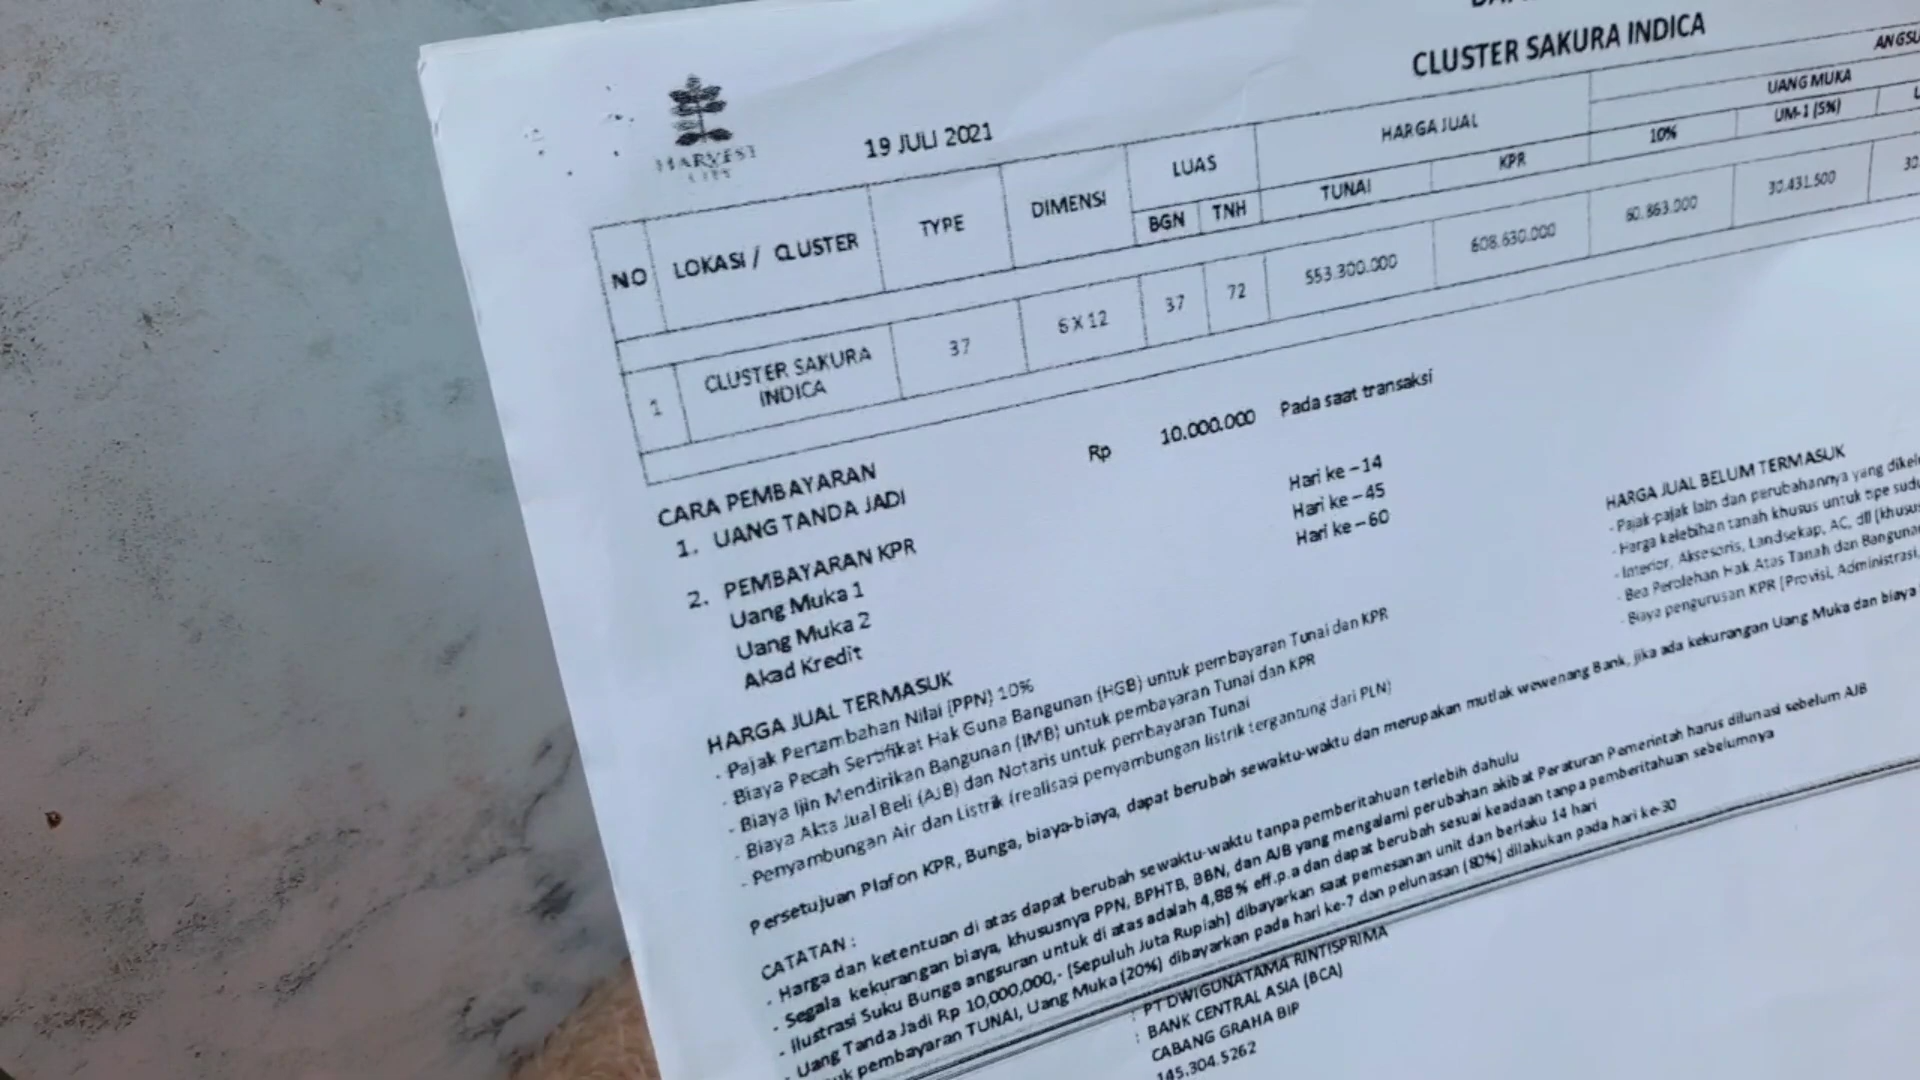 CLUSTER SAKURA INDICA
HARVEST
CITY
19 JULI 2021
NO
LOKASI / CLUSTER
TYPE
DIMENSI
LUAS
BGN
TNH
HARGA JUAL
TUNAI
KPR
UANG MUKA
10%
UM-1 (5%)
1
CLUSTER SAKURA
INDICA
37
6 X 12
37
72
553.300.000
608.630.000
60.863.000
30.431.500
CARA PEMBAYARAN
1. UANG TANDA JADI
Rp 10.000.000 Pada saat transaksi
2. PEMBAYARAN KPR
Uang Muka 1 Hari ke – 14
Uang Muka 2 Hari ke – 45
Akad Kredit Hari ke – 60
HARGA JUAL TERMASUK
- Pajak Pertambahan Nilai (PPN) 10%
- Biaya Pecah Sertifikat Hak Guna Bangunan (HGB) untuk pembayaran Tunai dan KPR
- Biaya Ijin Mendirikan Bangunan (IMB) untuk pembayaran Tunai dan KPR
- Biaya Akta Jual Beli (AJB) dan Notaris untuk pembayaran Tunai
- Penyambungan Air dan Listrik (realisasi penyambungan listrik tergantung dari PLN)
HARGA JUAL BELUM TERMASUK
- Pajak-pajak lain dan perubahannya yang
- Harga kelebihan tanah khusus untuk tipe
- Interior, Aksesoris, Landsekap, AC, dll
- Bea Perolehan Hak Atas Tanah dan
- Biaya pengurusan KPR (Provisi, Administrasi,
Persetujuan Plafon KPR, Bunga, biaya-biaya, dapat berubah sewaktu-waktu dan merupakan mutlak wewenang Bank, jika ada kekurangan Uang Muka dan biaya
CATATAN :
- Harga dan ketentuan di atas dapat berubah sewaktu-waktu tanpa pemberitahuan terlebih dahulu
- Segala kekurangan biaya, khususnya PPN, BPHTB, BBN, dan AJB yang mengalami perubahan akibat Peraturan Pemerintah harus dilunasi sebelum AJB
- Ilustrasi Suku Bunga angsuran untuk di atas adalah 4,88% eff.p.a dan dapat berubah sesuai keadaan tanpa pemberitahuan sebelumnya
- Uang Tanda Jadi Rp 10,000,000,- (Sepuluh Juta Rupiah) dibayarkan saat pemesanan unit dan berlaku 14 hari
pembayaran TUNAI, Uang Muka (20%) dibayarkan pada hari ke-7 dan pelunasan (80%) dilakukan pada hari ke-30
: PT DWIGUNATAMA RINTISPRIMA
: BANK CENTRAL ASIA (BCA)
CABANG GRAHA BIP
145.304.5262